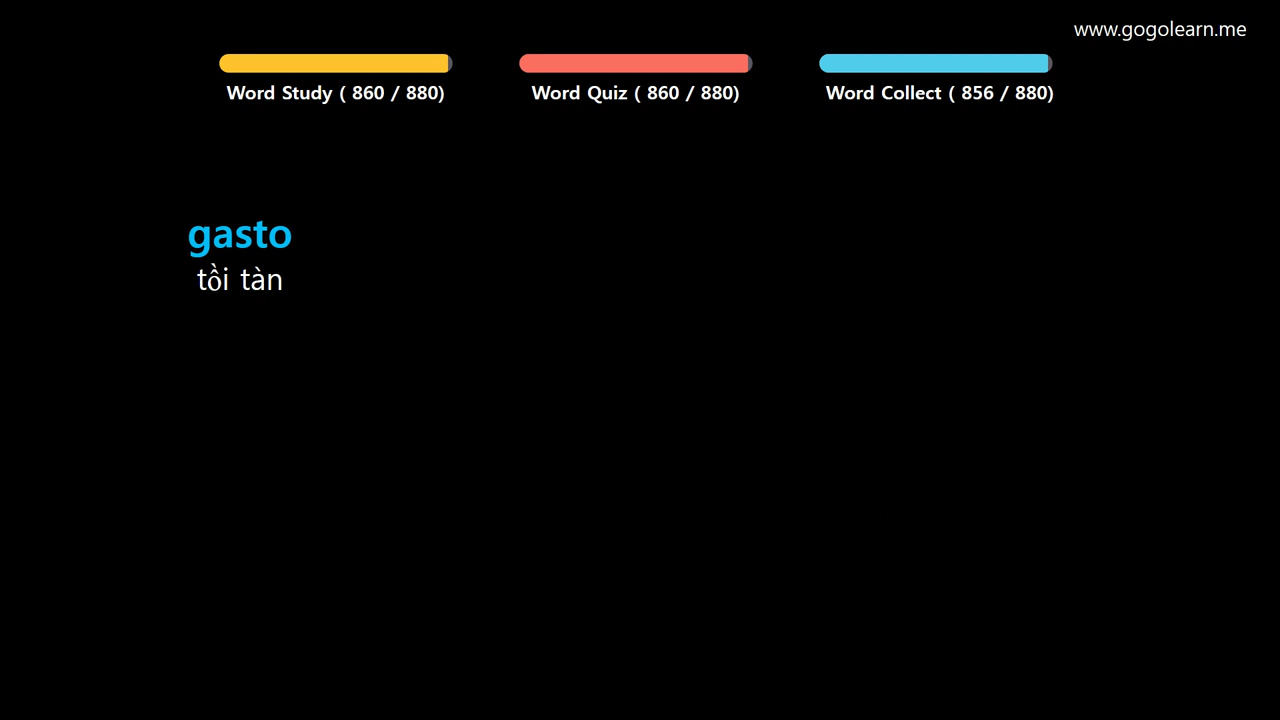 www.gogolearn.me
Word Study ( 860 / 880)
Word Quiz ( 860 / 880)
Word Collect ( 856 / 880)
gasto
tồi tàn